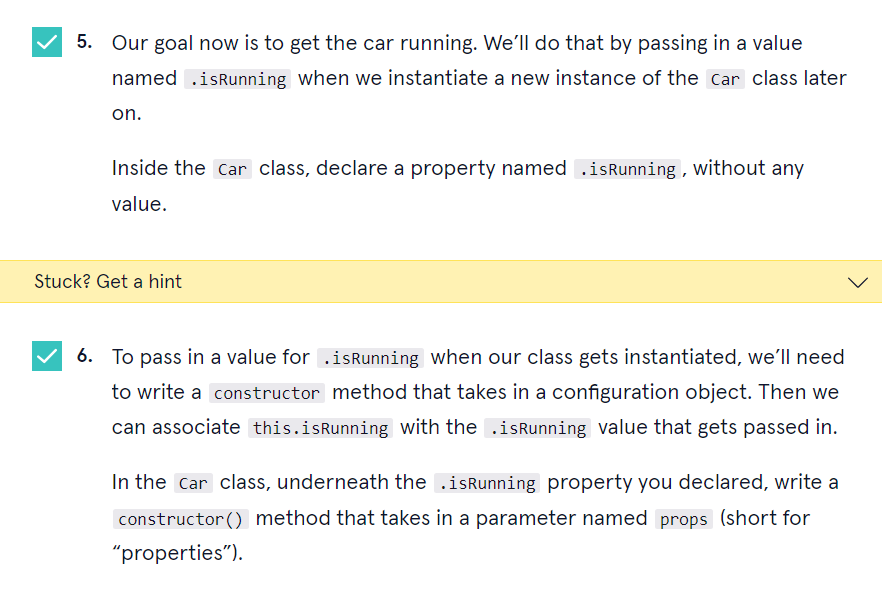 5. Our goal now is to get the car running. We’ll do that by passing in a value
named .isRunning when we instantiate a new instance of the Car class later
on.
Inside the Car class, declare a property named .isRunning, without any
value.
Stuck? Get a hint
6. To pass in a value for .isRunning when our class gets instantiated, we’ll need
to write a constructor method that takes in a configuration object. Then we
can associate this.isRunning with the .isRunning value that gets passed in.
In the Car class, underneath the .isRunning property you declared, write a
constructor() method that takes in a parameter named props (short for
“properties”).